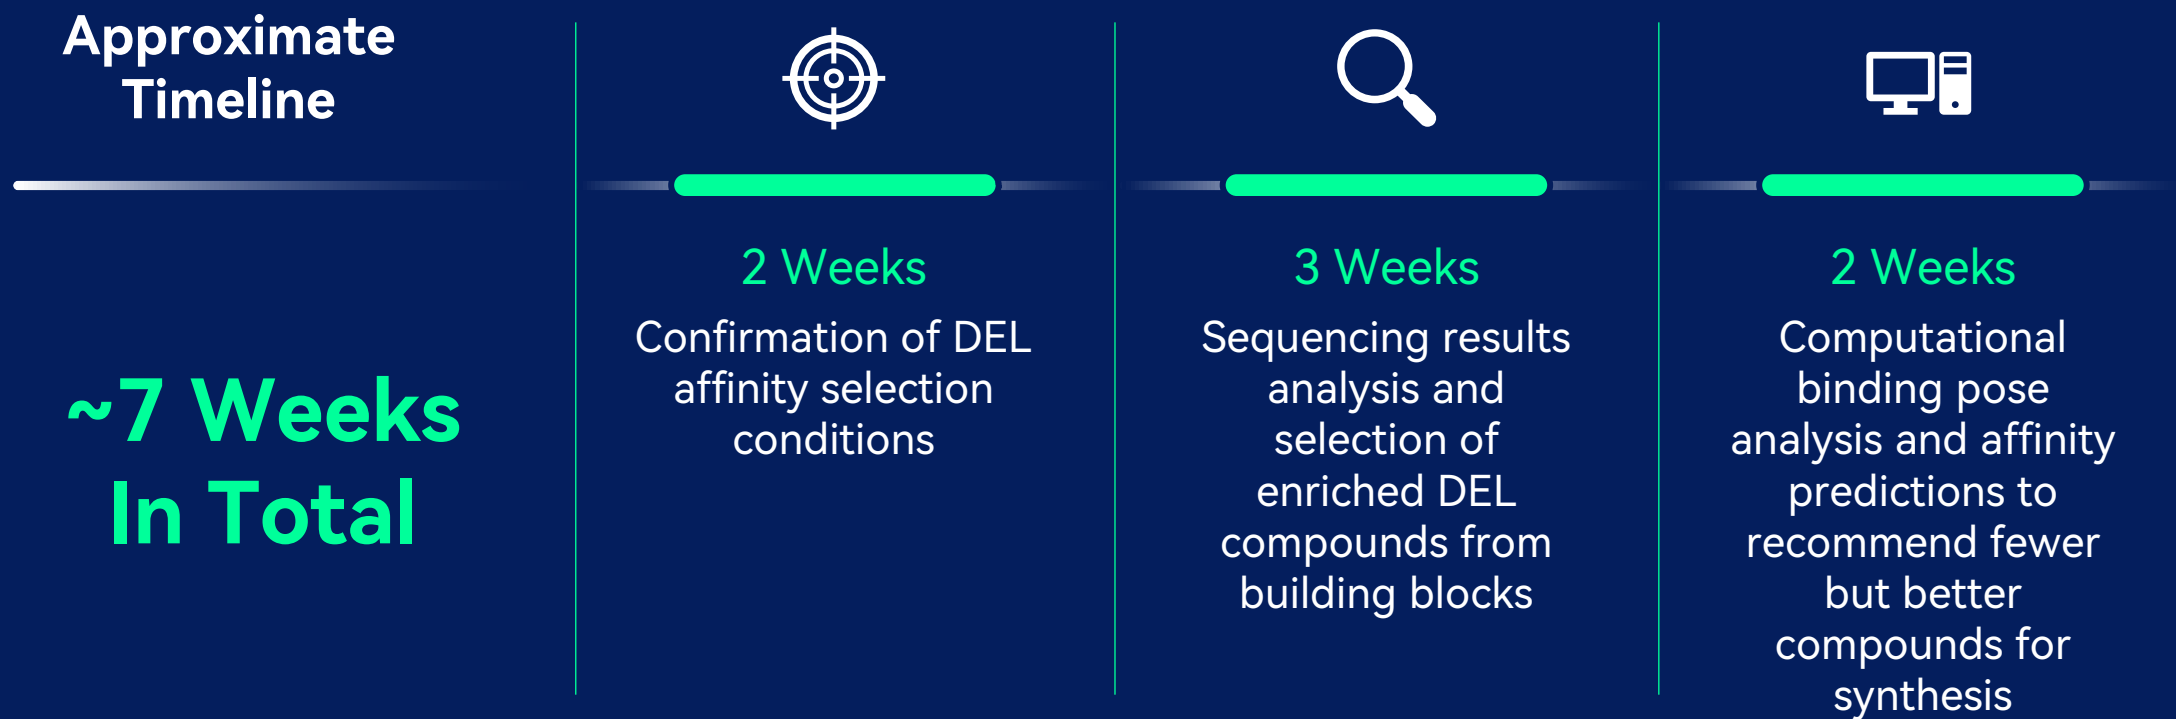 Approximate
Timeline
~7 Weeks
In Total
2 Weeks
Confirmation of DEL
affinity selection
conditions
3 Weeks
Sequencing results
analysis and
selection of
enriched DEL
compounds from
building blocks
2 Weeks
Computational
binding pose
analysis and affinity
predictions to
recommend fewer
but better
compounds for
synthesis